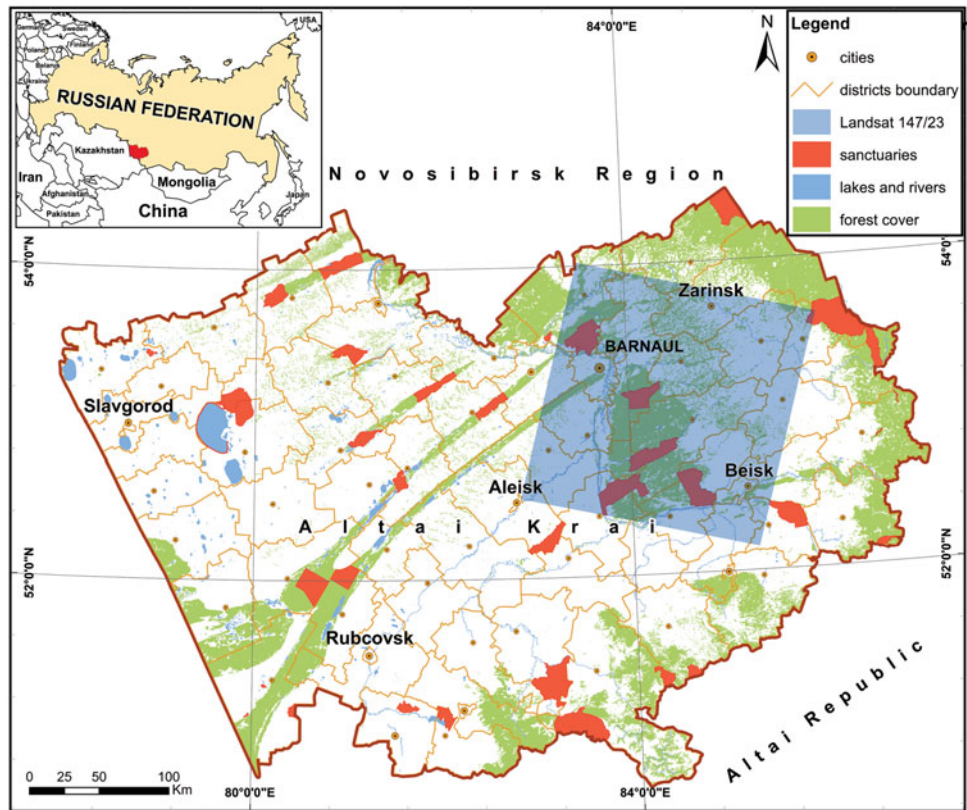 USA
Germany
Sweden
Finland
Poland
Belarus
Ukraine
RUSSIAN FEDERATION
Kazakhstan
Iran
Mongolia
Afghanistan
Japan
Pakistan
China
84°0'0"E
N
Legend
cities
districts boundary
Landsat 147/23
sanctuaries
lakes and rivers
forest cover
Novosibirsk Region
54°0'0"N
54°0'0"N
Zarinsk
BARNAUL
Slavgorod
Beisk
Aleisk
Altai Krai
52°0'0"N
52°0'0"N
Rubcovsk
Altai Republic
0 25 50 100
Km
80°0'0"E
84°0'0"E